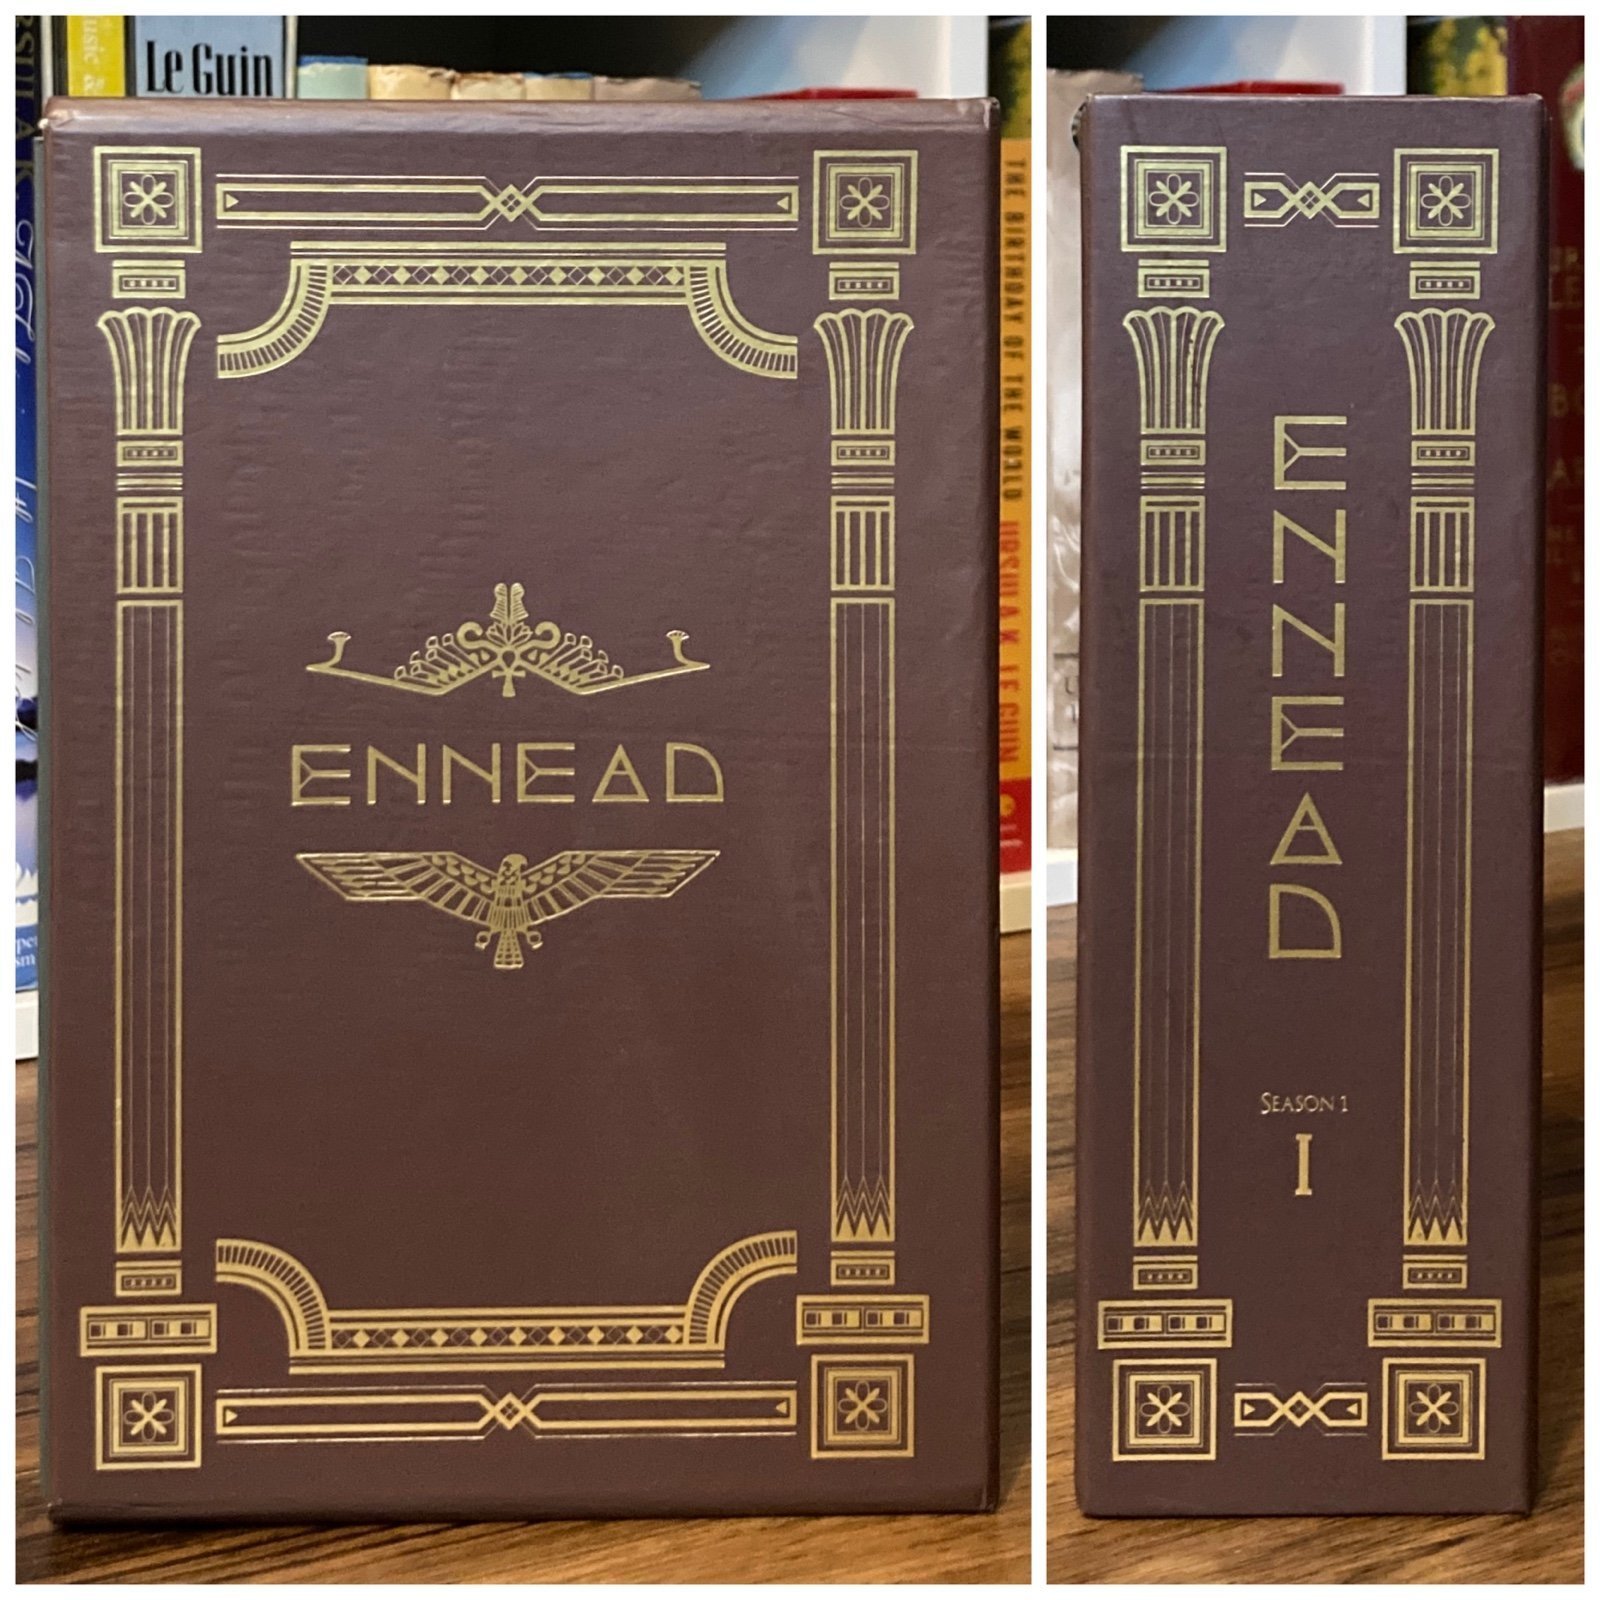 Le Guin
ENNEAD
THE BIRTHDAY OF THE WORLD URSULA K. LE GUIN
ENNEAD
SEASON 1
I